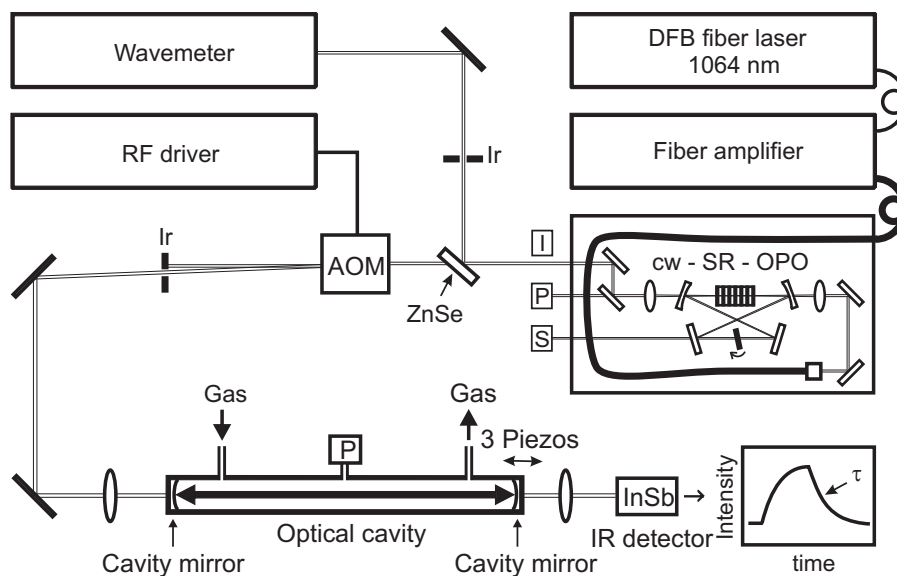 Wavemeter
DFB fiber laser
1064 nm
RF driver
Ir
Fiber amplifier
Ir
AOM
I
cw - SR - OPO
P
ZnSe
S
Gas
Gas
P
3 Piezos
Intensity
τ
InSb
Optical cavity
IR detector
Cavity mirror
Cavity mirror
time